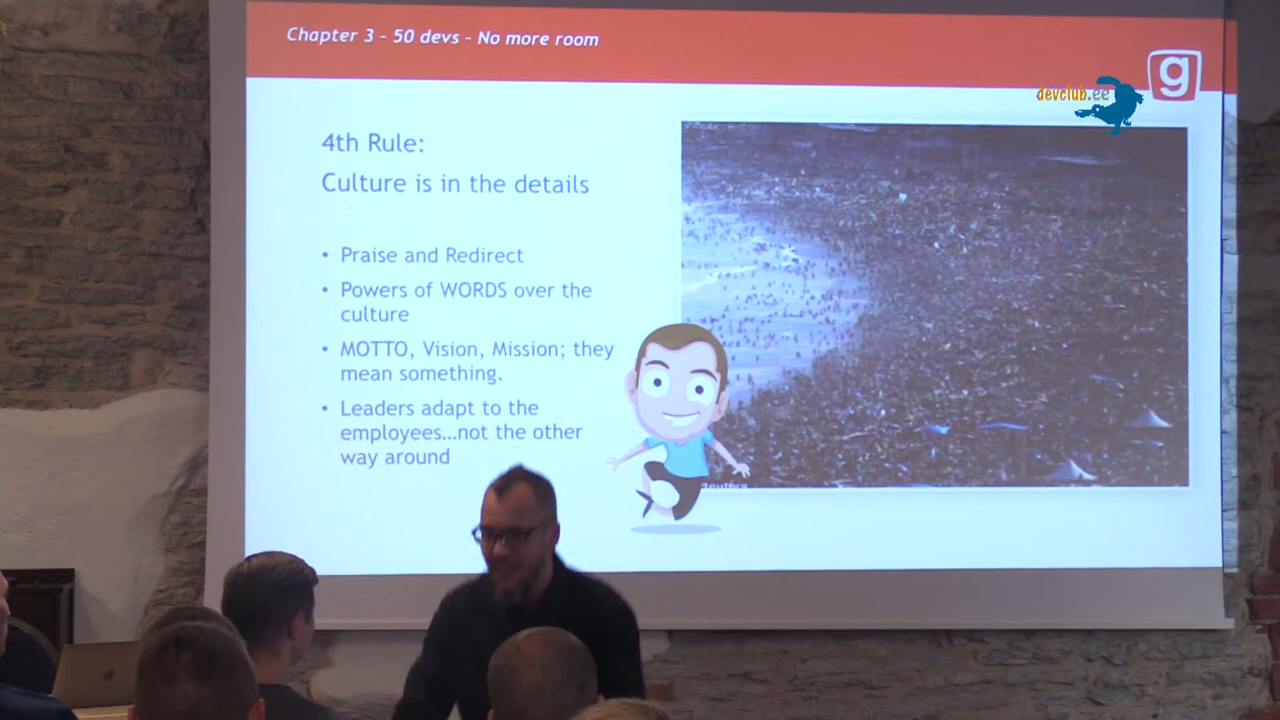 Chapter 3 - 50 devs - No more room
g
devclub.ee
4th Rule:
Culture is in the details
• Praise and Redirect
• Powers of WORDS over the
culture
• MOTTO, Vision, Mission; they
mean something.
• Leaders adapt to the
employees...not the other
way around
Reuters